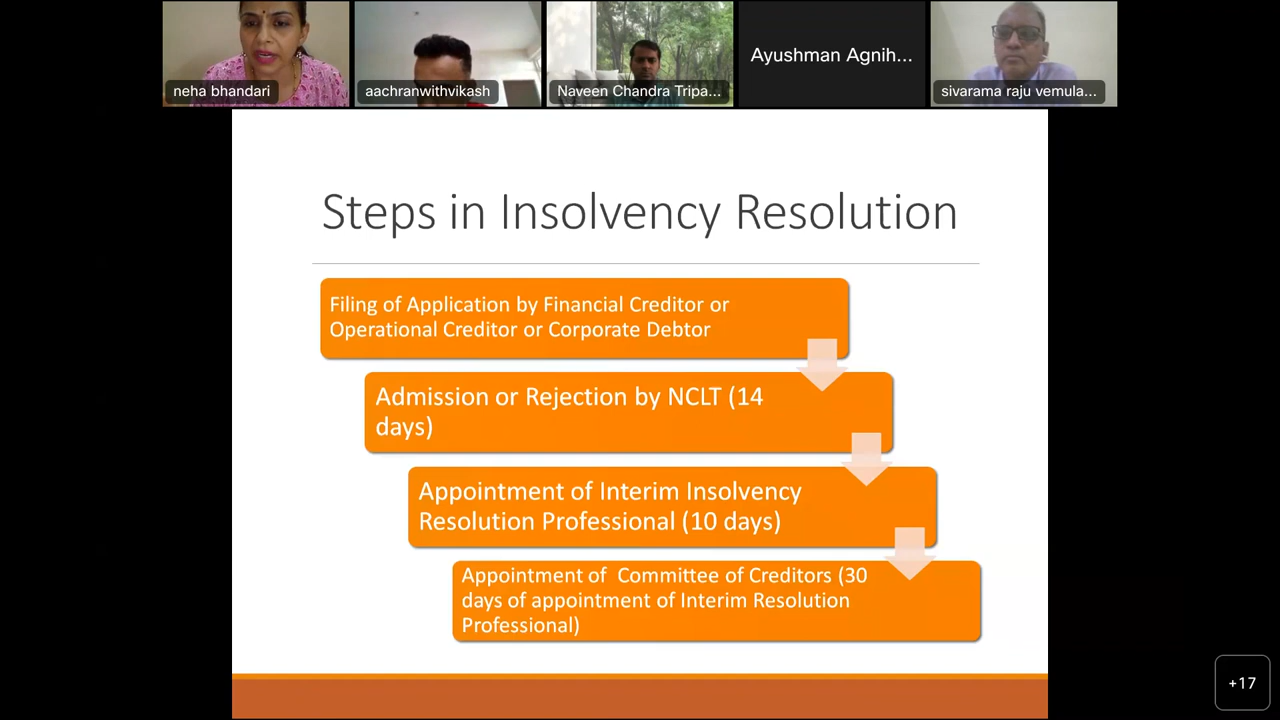 neha bhandari
aachranwithvikash
Naveen Chandra Tripa...
Ayushman Agnih...
sivarama raju vemula...
Steps in Insolvency Resolution
Filing of Application by Financial Creditor or
Operational Creditor or Corporate Debtor
Admission or Rejection by NCLT (14
days)
Appointment of Interim Insolvency
Resolution Professional (10 days)
Appointment of  Committee of Creditors (30
days of appointment of Interim Resolution
Professional)
+17